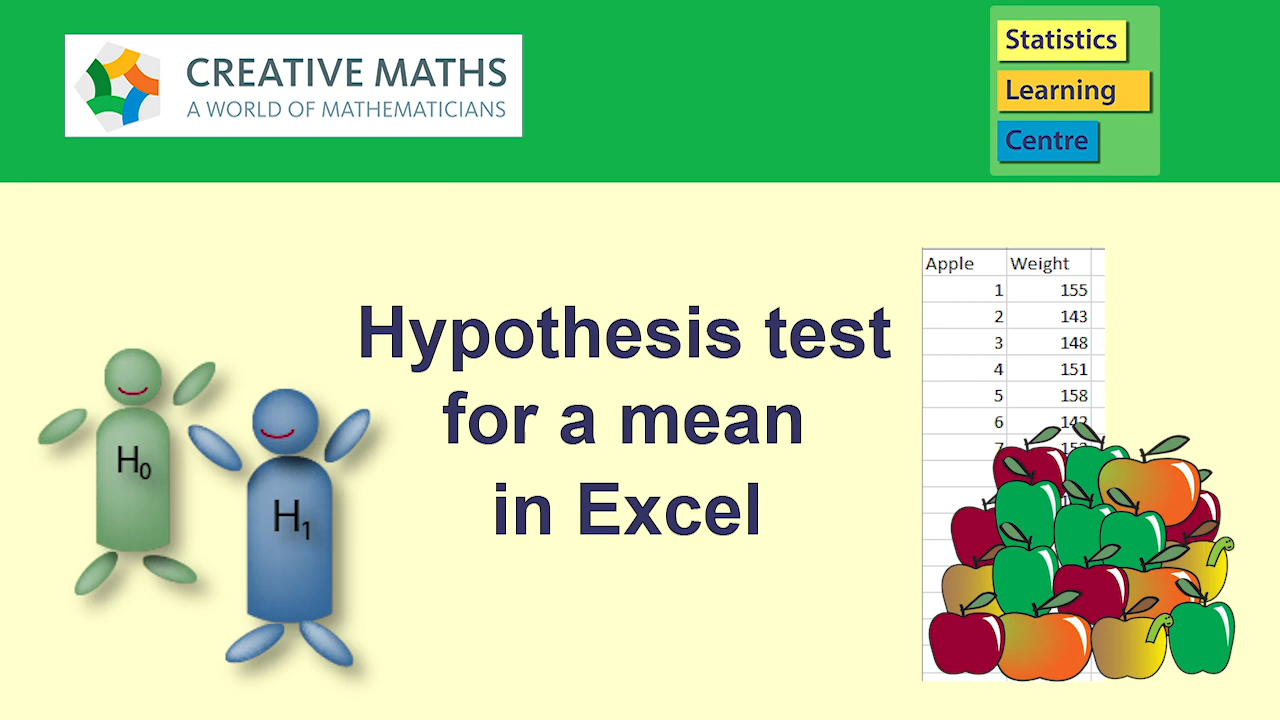 CREATIVE MATHS
A WORLD OF MATHEMATICIANS
Statistics
Learning
Centre
Hypothesis test
for a mean
in Excel
H0
H1
Apple Weight
1 155
2 143
3 148
4 151
5 158
6
7